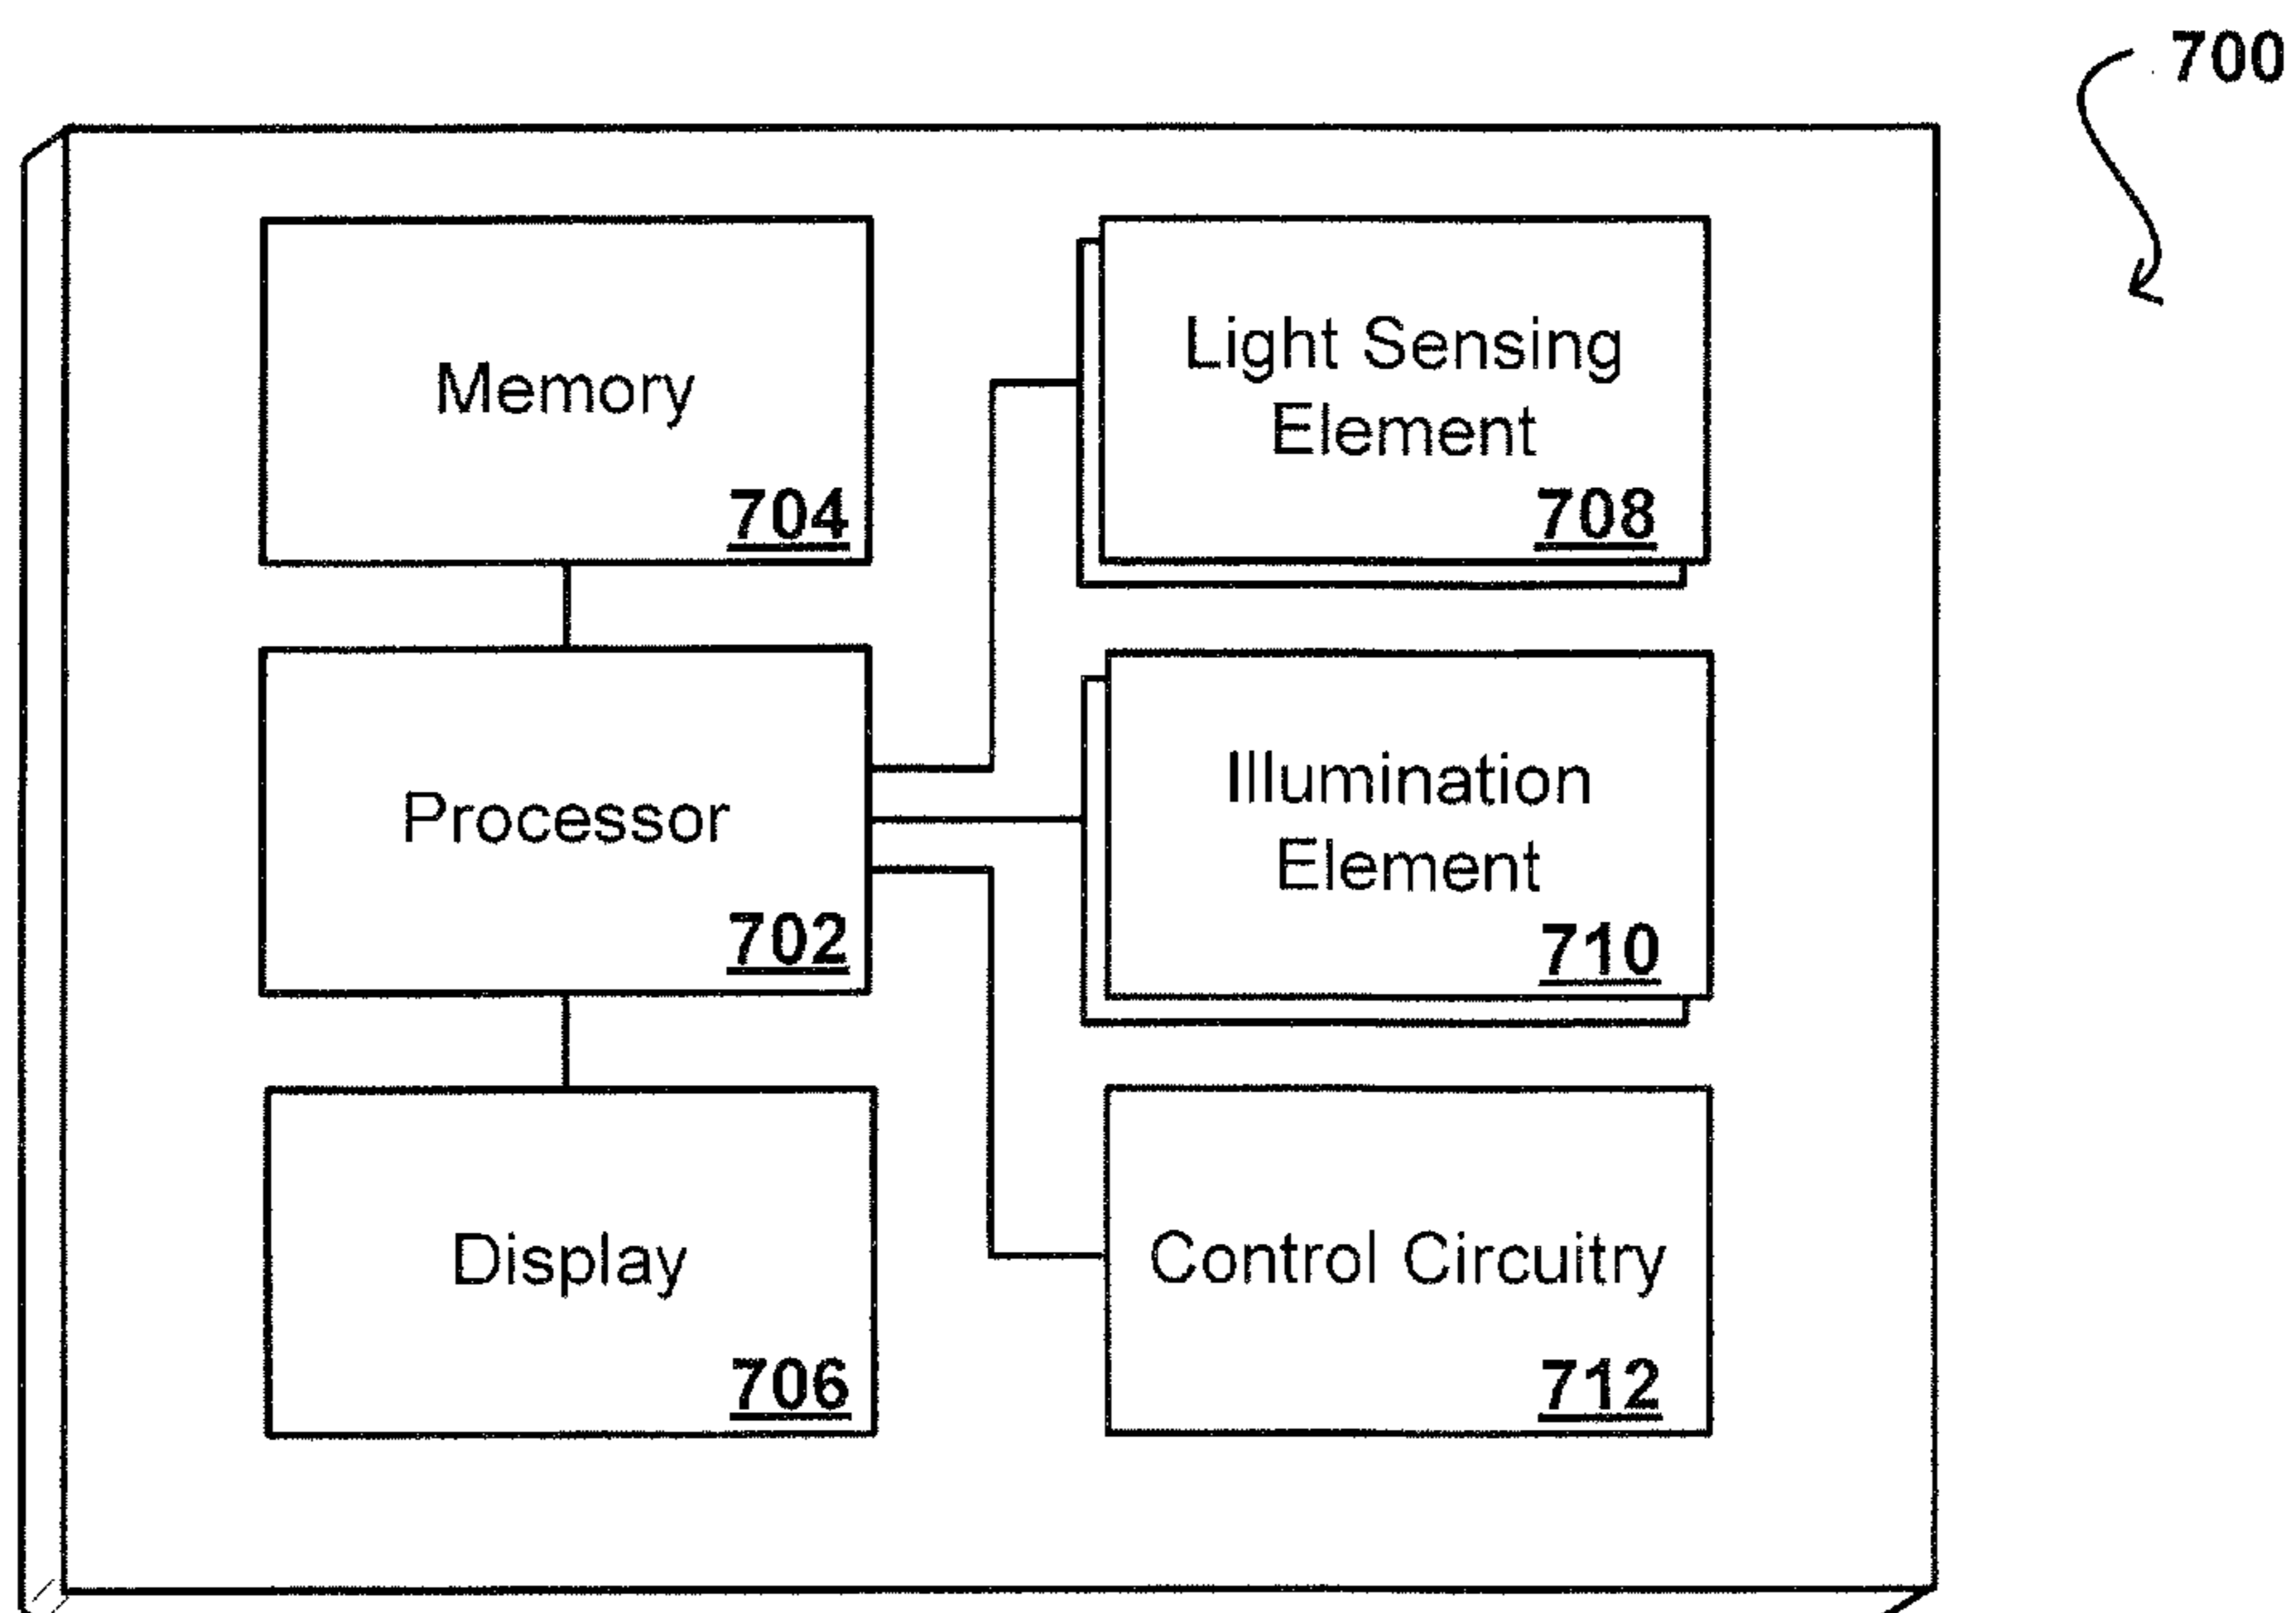 700
Memory
704
Light Sensing
Element
708
Processor
702
Illumination
Element
710
Display
706
Control Circuitry
712